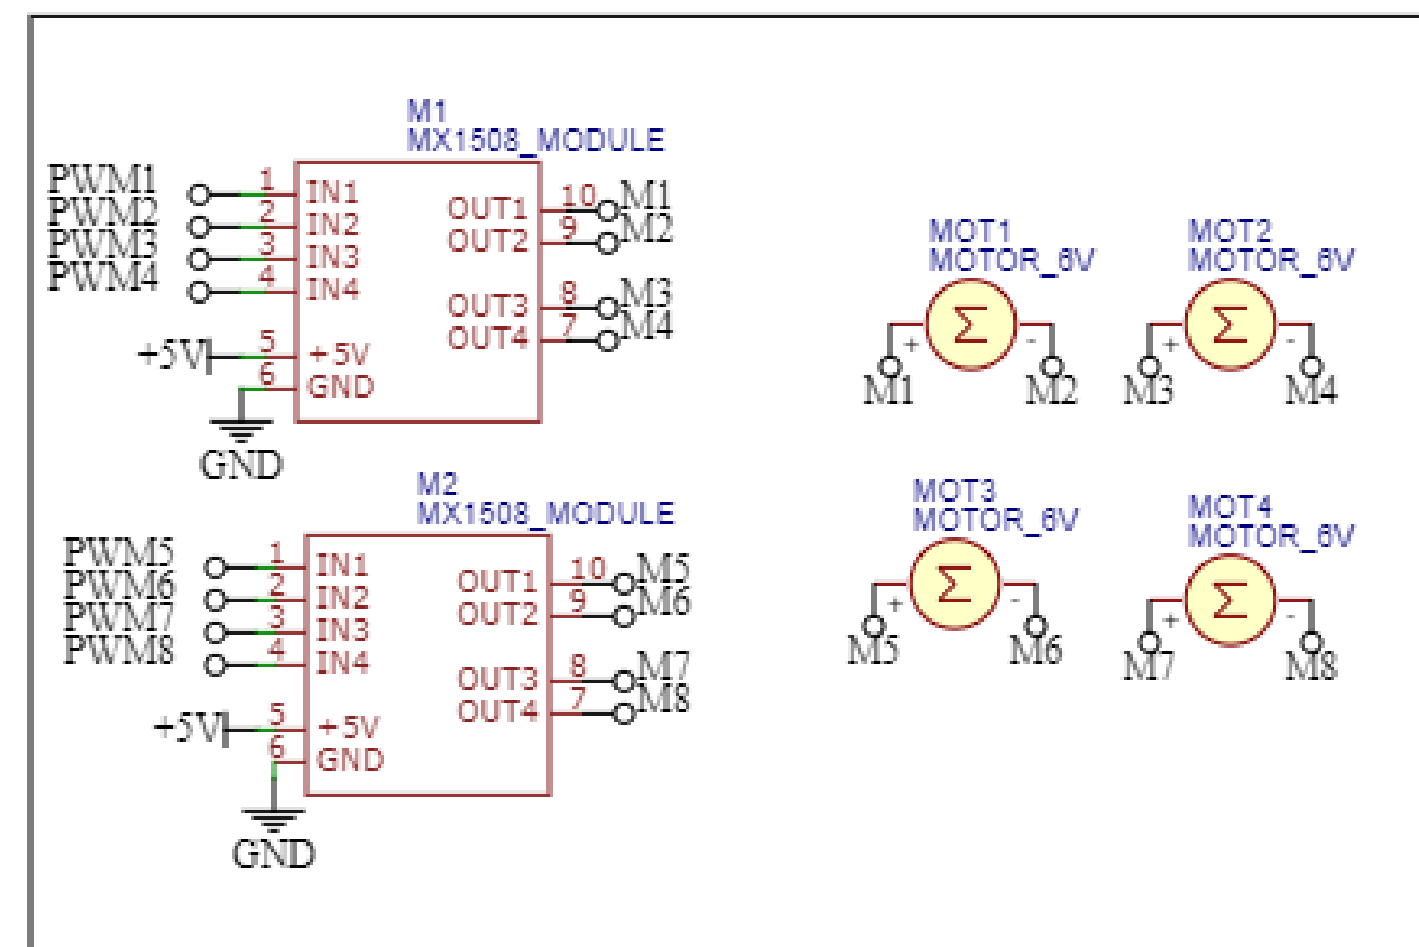 M1
MX1508_MODULE
PWM1
PWM2
PWM3
PWM4
1
2
3
4
IN1
IN2
IN3
IN4
OUT1
OUT2
OUT3
OUT4
10
9
8
7
M1
M2
M3
M4
+5V
5
6
+5V
GND
GND
M2
MX1508_MODULE
PWM5
PWM6
PWM7
PWM8
1
2
3
4
IN1
IN2
IN3
IN4
OUT1
OUT2
OUT3
OUT4
10
9
8
7
M5
M6
M7
M8
+5V
5
6
+5V
GND
GND
MOT1
MOTOR_6V
Σ
+ -
M1 M2
MOT2
MOTOR_6V
Σ
+ -
M3 M4
MOT3
MOTOR_6V
Σ
+ -
M5 M6
MOT4
MOTOR_6V
Σ
+ -
M7 M8